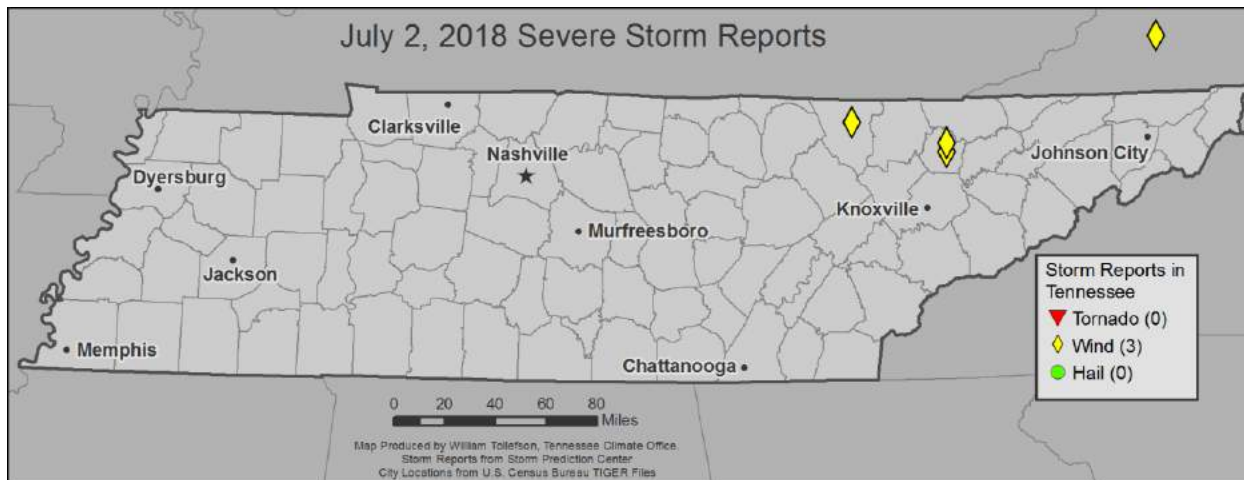 July 2, 2018 Severe Storm Reports
Clarksville
Nashville
Dyersburg
Johnson City
Knoxville
Murfreesboro
Jackson
Storm Reports in
Tennessee
Tornado (0)
Wind (3)
Hail (0)
Memphis
Chattanooga
0 20 40 60 80
Miles
Map Produced by William Tollefson, Tennessee Climate Office.
Storm Reports from Storm Prediction Center
City Locations from U.S. Census Bureau TIGER Files